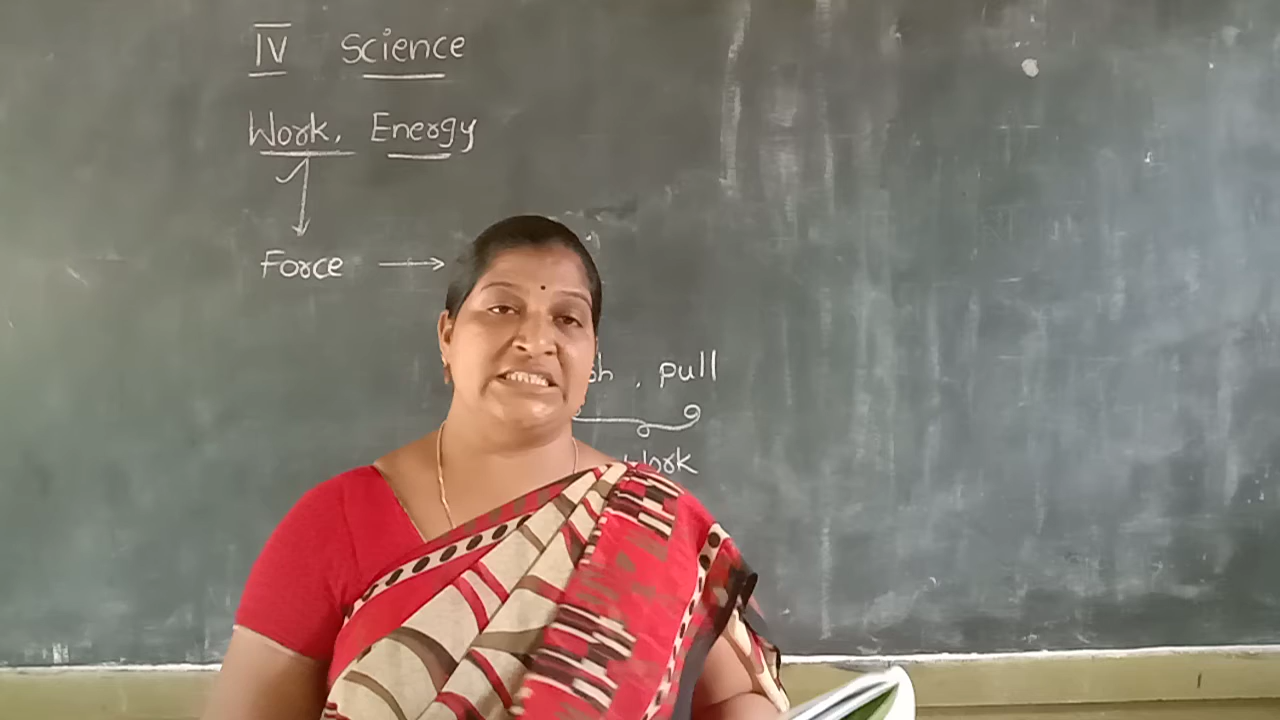 IV Science
Work, Energy
Force →
, pull